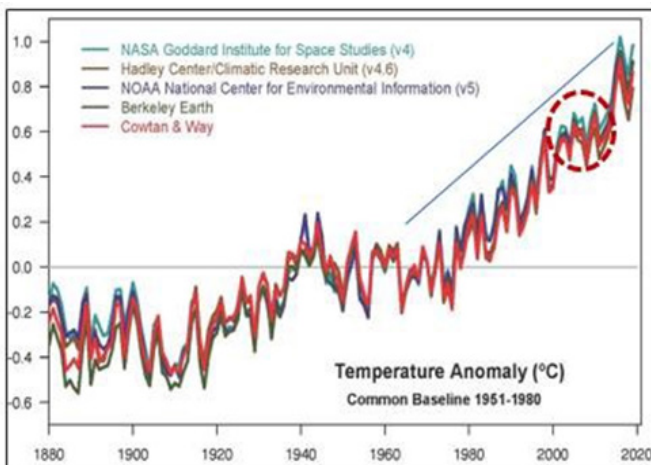 1.0
0.8
0.6
0.4
0.2
0.0
-0.2
-0.4
-0.6
NASA Goddard Institute for Space Studies (v4)
Hadley Center/Climatic Research Unit (v4.6)
NOAA National Center for Environmental Information (v5)
Berkeley Earth
Cowtan & Way
Temperature Anomaly (ºC)
Common Baseline 1951-1980
1880 1900 1920 1940 1960 1980 2000 2020